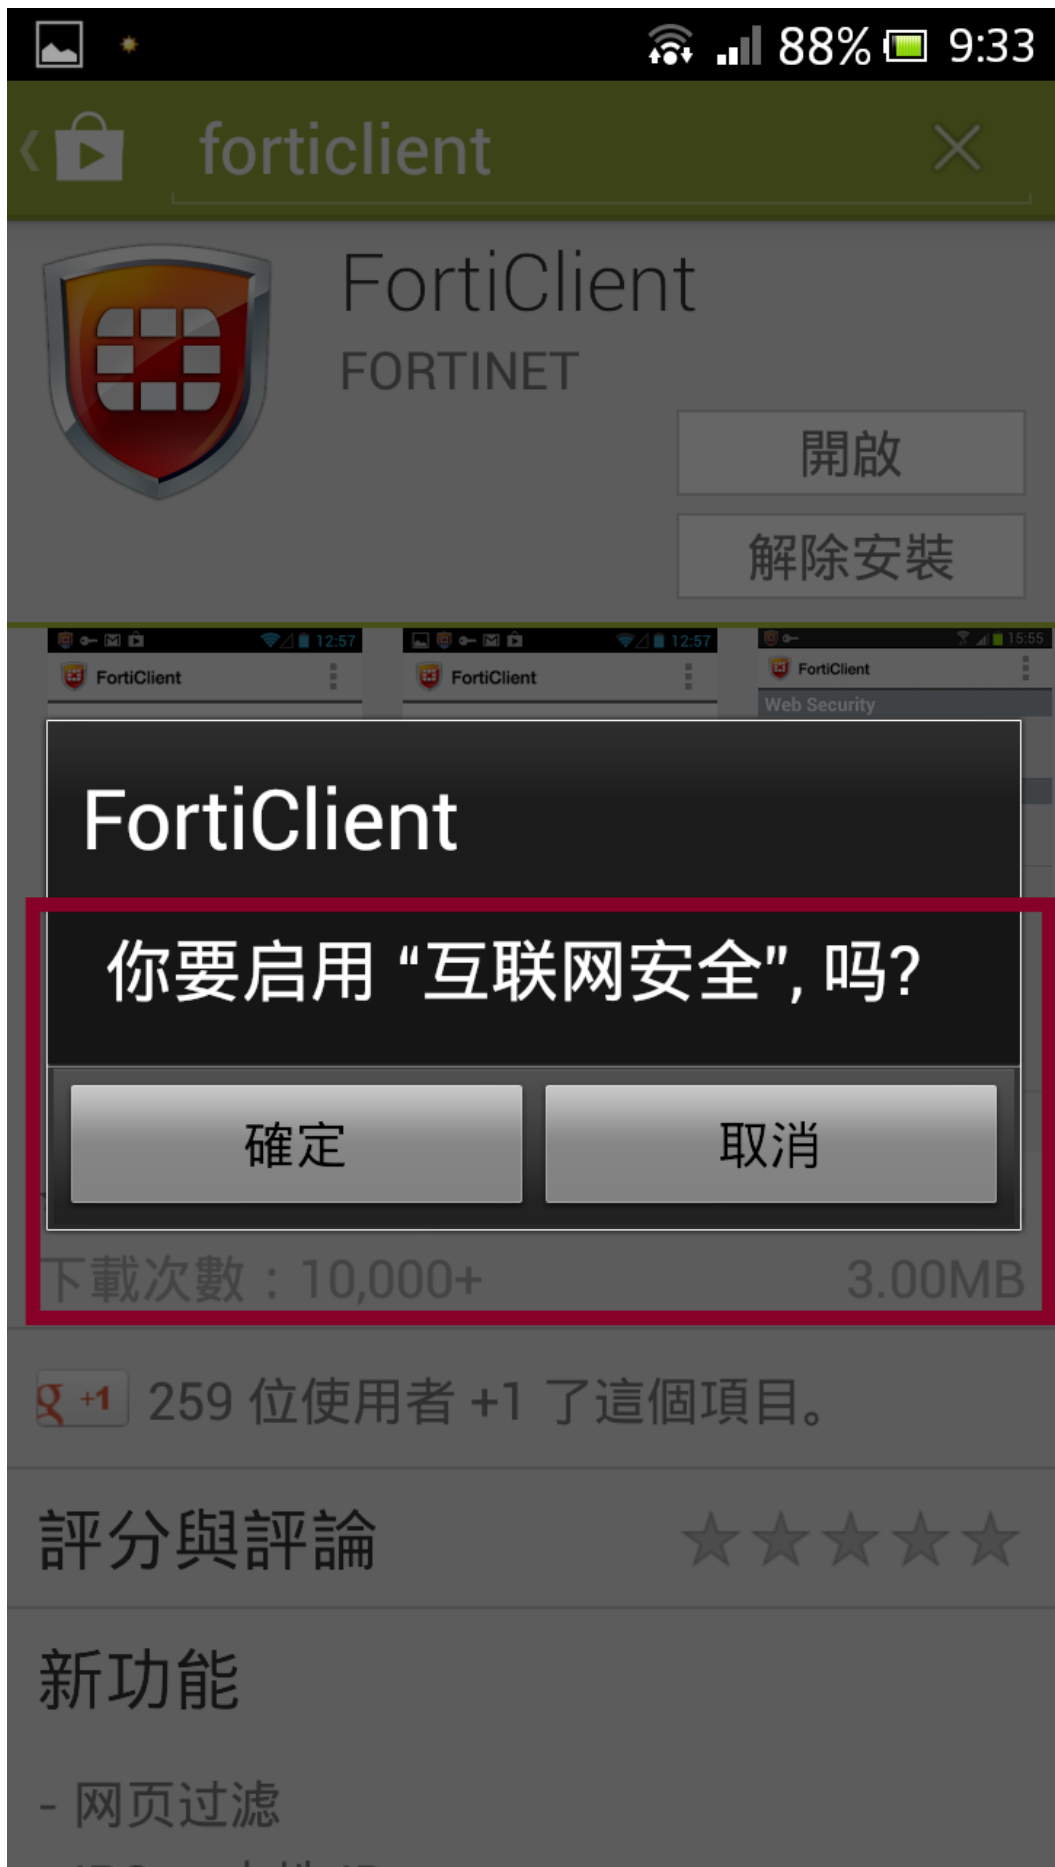 88% 9:33
forticlient
FortiClient
FORTINET
開啟
解除安裝
12:57
12:57
15:55
FortiClient
FortiClient
FortiClient
Web Security
FortiClient
你要启用 “互联网安全”, 吗?
確定
取消
下載次數：10,000+
3.00MB
g +1
259 位使用者 +1 了這個項目。
評分與評論
新功能
- 网页过滤